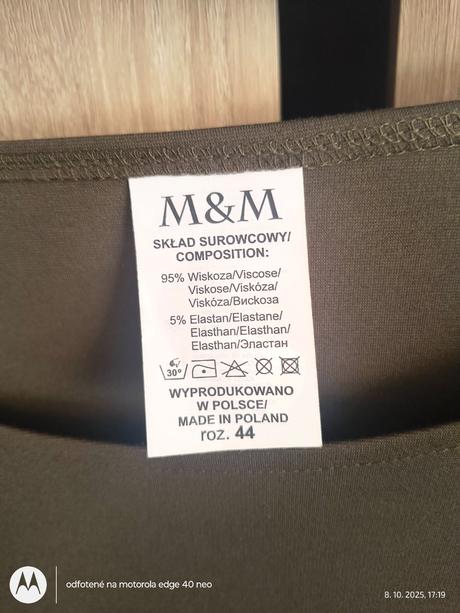 M&M
SKŁAD SUROWCOWY/
COMPOSITION:
95% Wiskoza/Viscose/
Viskose/Viskóza/
Viskóza/Вискоза
5% Elastan/Elastane/
Elasthan/Elasthan/
Elasthan/Эластан
30°
WYPRODUKOWANO
W POLSCE/
MADE IN POLAND
roz. 44
odfotené na motorola edge 40 neo
8. 10. 2025, 17:19